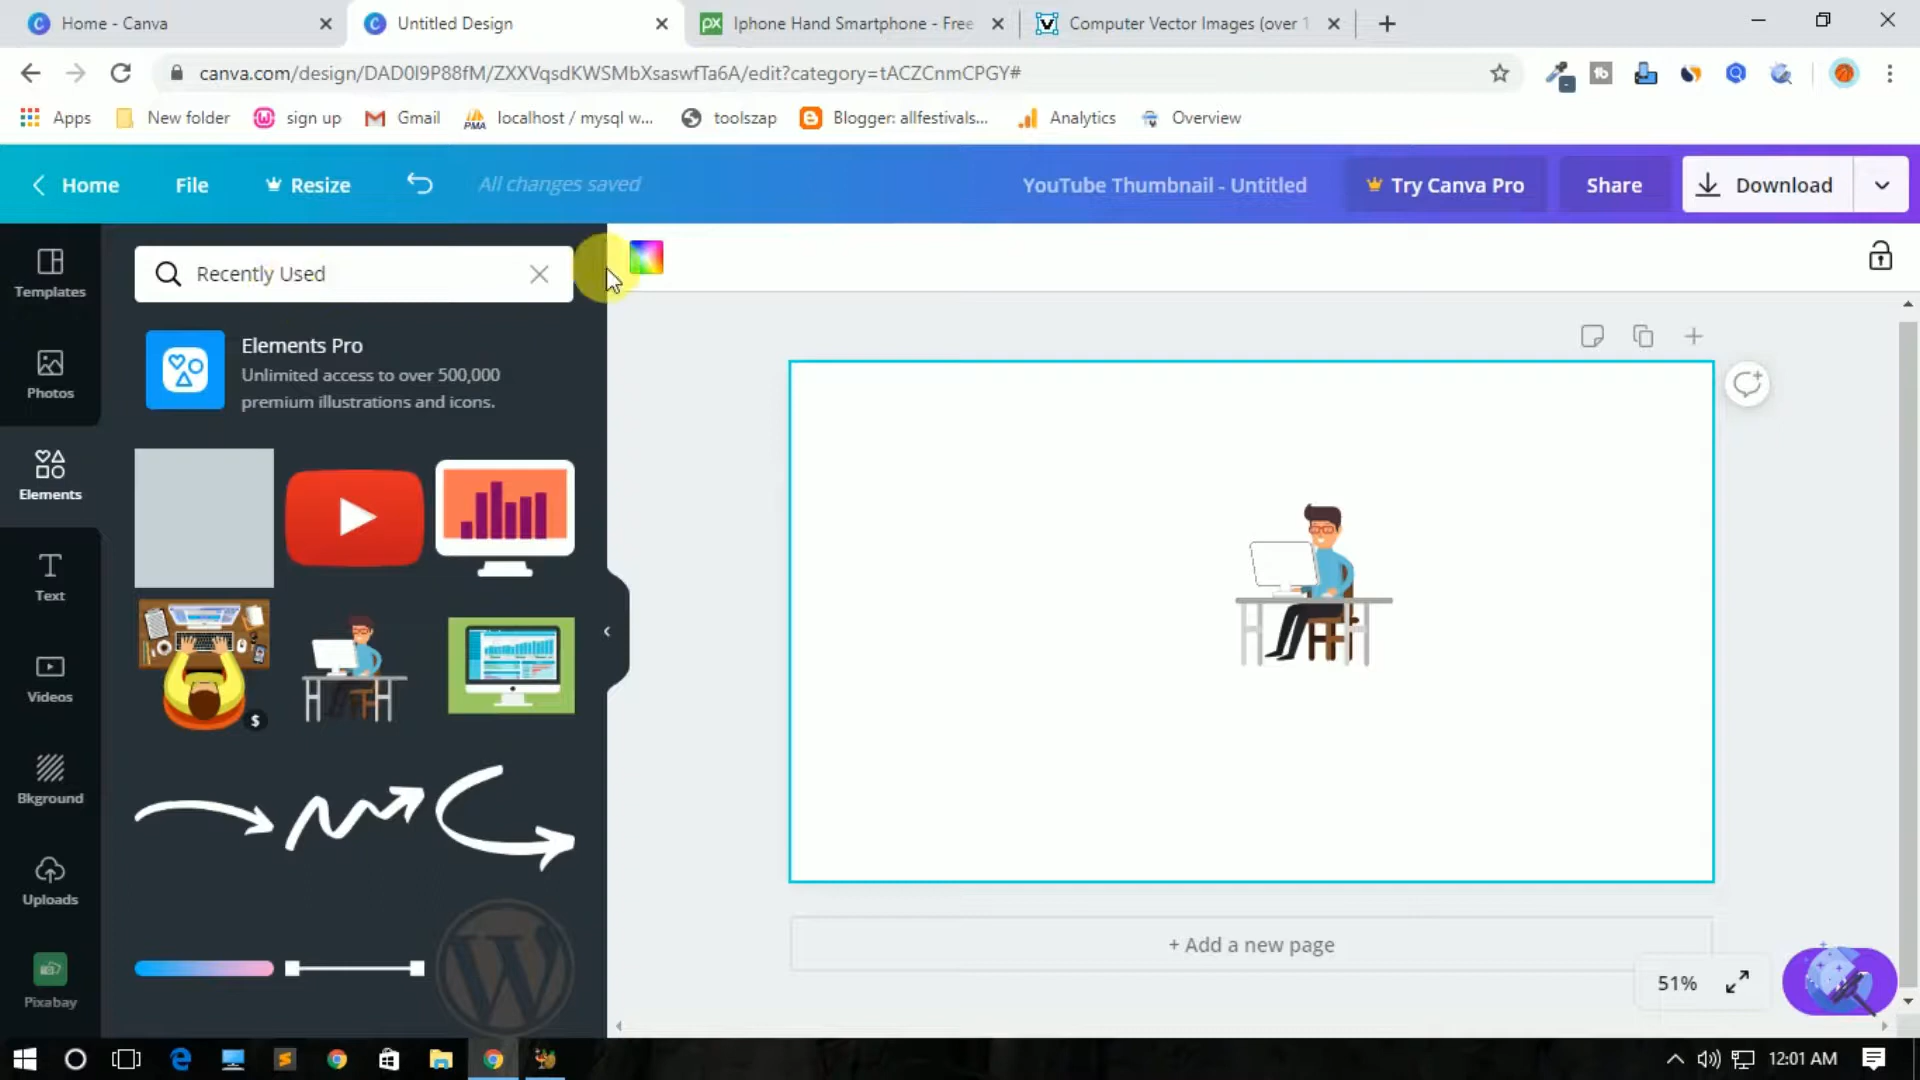 Home - Canva
Untitled Design
Iphone Hand Smartphone - Free
Computer Vector Images (over 1
canva.com/design/DAD0I9P88fM/ZXXVqsdKWSMbXsaswfTa6A/edit?category=tACZCnmCPGY#
Apps
New folder
sign up
Gmail
PMA
localhost / mysql w...
toolszap
Blogger: allfestivals...
Analytics
Overview
Home
File
Resize
All changes saved
YouTube Thumbnail - Untitled
Try Canva Pro
Share
Download
Templates
Photos
Elements
Text
Videos
Bkground
Uploads
Pixabay
Recently Used
Elements Pro
Unlimited access to over 500,000
premium illustrations and icons.
$
+ Add a new page
51%
12:01 AM